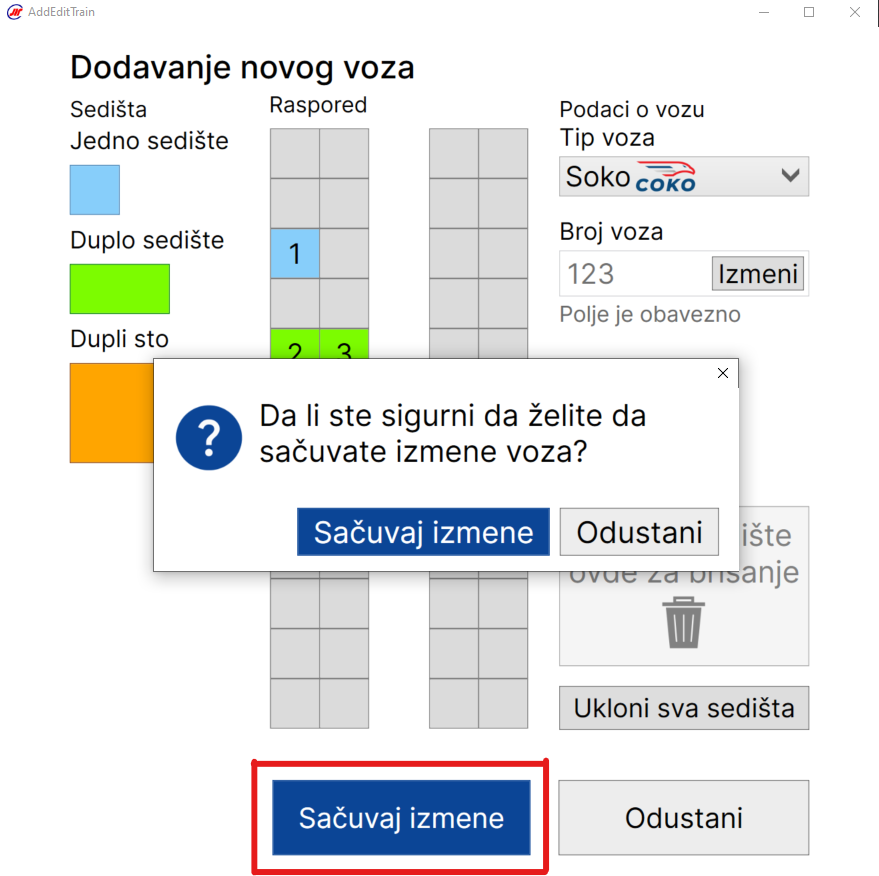 AddEditTrain
Dodavanje novog voza
Sedišta
Jedno sedište
Duplo sedište
Dupli sto
Raspored
1
2 3
Podaci o vozu
Tip voza
Soko COKO
Broj voza
123 Izmeni
Polje je obavezno
Da li ste sigurni da želite da
sačuvate izmene voza?
Sačuvaj izmene Odustani
ište
ovde za brisanje
Ukloni sva sedišta
Sačuvaj izmene Odustani